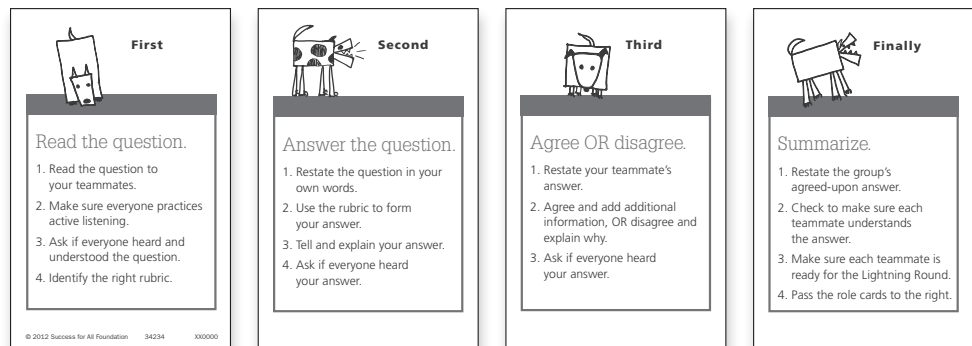 First
Read the question.
1. Read the question to
your teammates.
2. Make sure everyone practices
active listening.
3. Ask if everyone heard and
understood the question.
4. Identify the right rubric.
© 2012 Success for All Foundation 34234 XX0000
Second
Answer the question.
1. Restate the question in your
own words.
2. Use the rubric to form
your answer.
3. Tell and explain your answer.
4. Ask if everyone heard
your answer.
Third
Agree OR disagree.
1. Restate your teammate's
answer.
2. Agree and add additional
information, OR disagree and
explain why.
3. Ask if everyone heard
your answer.
Finally
Summarize.
1. Restate the group's
agreed-upon answer.
2. Check to make sure each
teammate understands
the answer.
3. Make sure each teammate is
ready for the Lightning Round.
4. Pass the role cards to the right.